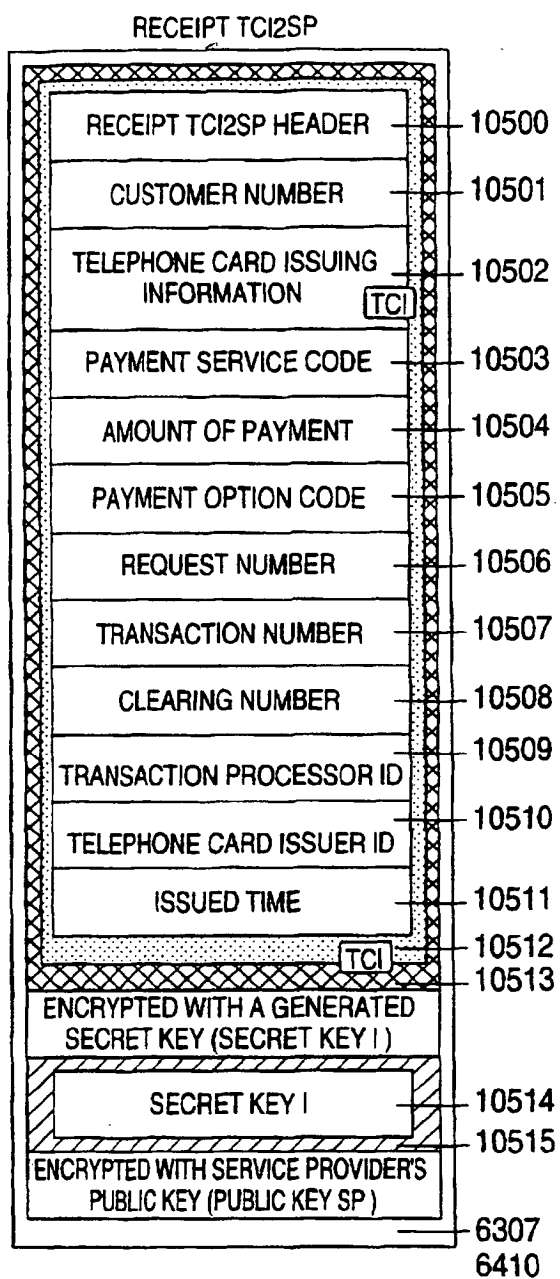 RECEIPT TCI2SP
RECEIPT TCI2SP HEADER 10500
CUSTOMER NUMBER 10501
TELEPHONE CARD ISSUING 10502
INFORMATION
TCI
PAYMENT SERVICE CODE 10503
AMOUNT OF PAYMENT 10504
PAYMENT OPTION CODE 10505
REQUEST NUMBER 10506
TRANSACTION NUMBER 10507
CLEARING NUMBER 10508
TRANSACTION PROCESSOR ID 10509
TELEPHONE CARD ISSUER ID 10510
ISSUED TIME 10511
TCI 10512
10513
ENCRYPTED WITH A GENERATED
SECRET KEY (SECRET KEY I)
SECRET KEY I 10514
10515
ENCRYPTED WITH SERVICE PROVIDER'S
PUBLIC KEY (PUBLIC KEY SP)
6307
6410